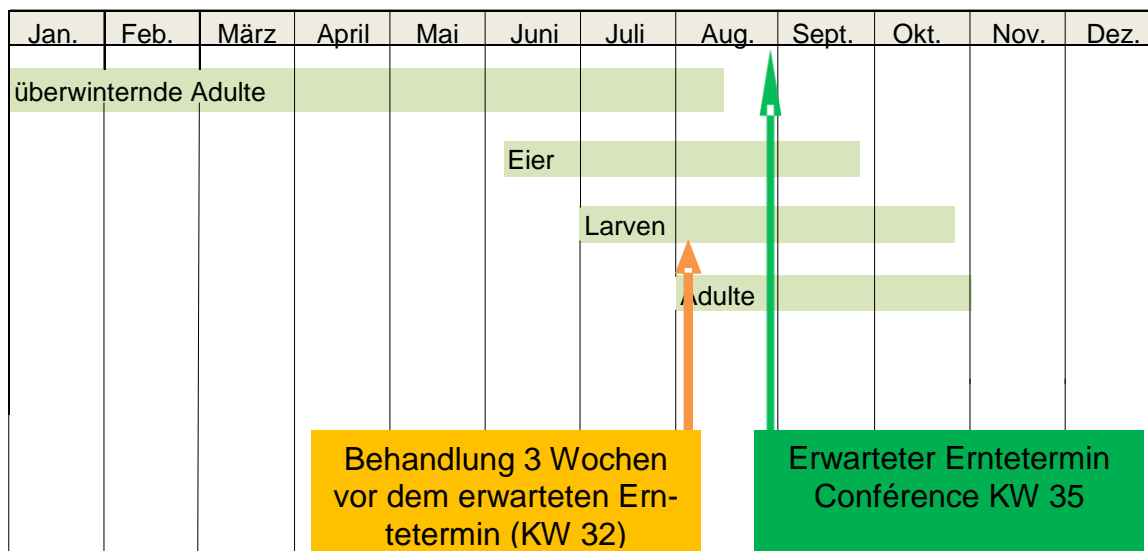 Jan. Feb. März April Mai Juni Juli Aug. Sept. Okt. Nov. Dez.
überwinternde Adulte
Eier
Larven
Adulte
Behandlung 3 Wochen
vor dem erwarteten Ern-
tetermin (KW 32)
Erwarteter Erntetermin
Conférence KW 35